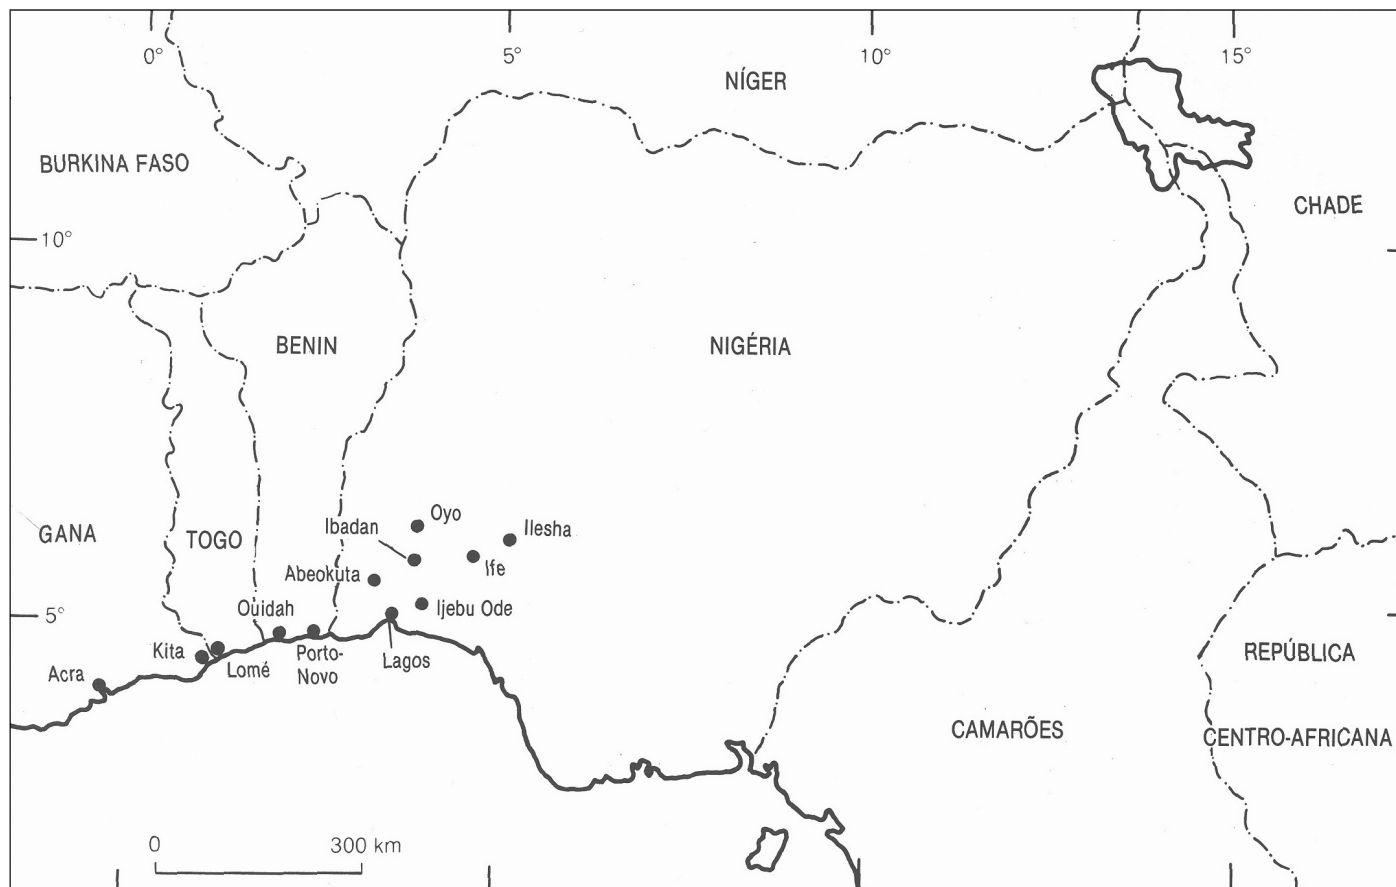 0°
5°
10°
15°
NÍGER
BURKINA FASO
CHADE
10°
BENIN
NIGÉRIA
Oyo
Ibadan
Ilesha
GANA
TOGO
Ife
Abeokuta
Ouidah
Ijebu Ode
5°
Kita
Lomé
Porto-
Novo
Lagos
Acra
REPÚBLICA
CAMARÕES
CENTRO-AFRICANA
0
300 km